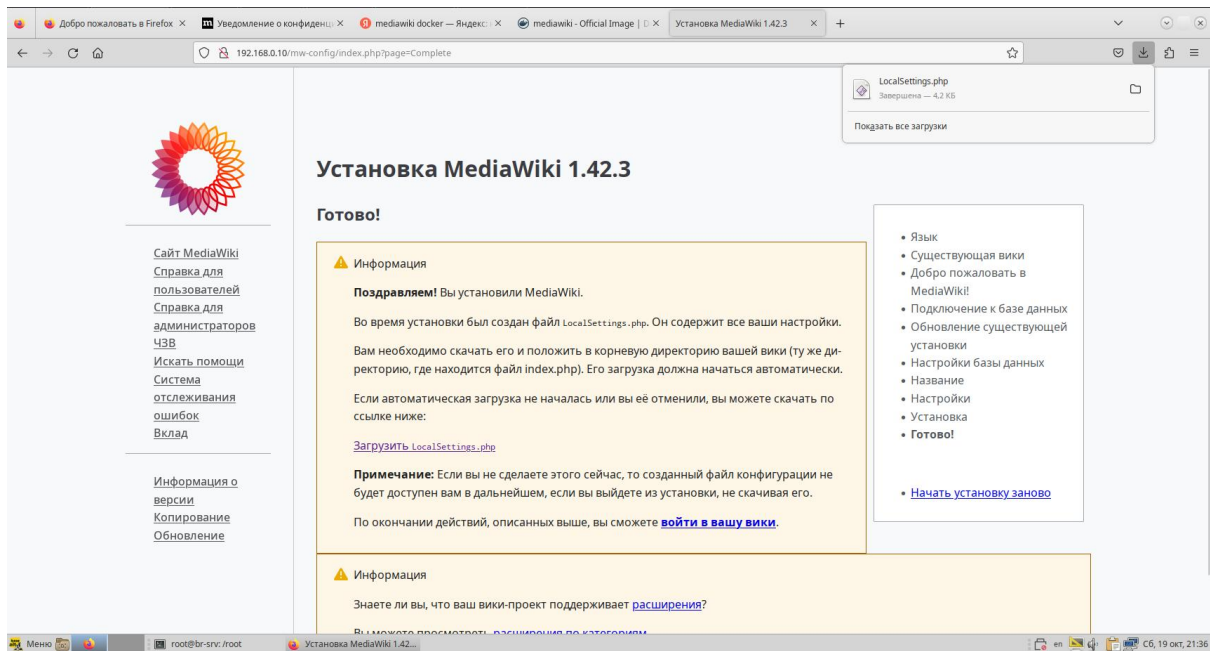 Добро пожаловать в Firefox
Уведомление о конфиденци
mediawiki docker — Яндекс:
mediawiki - Official Image | D
Установка MediaWiki 1.42.3
192.168.0.10/mw-config/index.php?page=Complete
LocalSettings.php
Завершена — 4,2 КБ
Показать все загрузки
Установка MediaWiki 1.42.3
Готово!
Сайт MediaWiki
Справка для
пользователей
Справка для
администраторов
ЧЗВ
Искать помощи
Система
отслеживания
ошибок
Вклад
Информация о
версии
Копирование
Обновление
Информация
Поздравляем! Вы установили MediaWiki.
Во время установки был создан файл LocalSettings.php. Он содержит все ваши настройки.
Вам необходимо скачать его и положить в корневую директорию вашей вики (ту же ди-
ректорию, где находится файл index.php). Его загрузка должна начаться автоматически.
Если автоматическая загрузка не началась или вы её отменили, вы можете скачать по
ссылке ниже:
Загрузить LocalSettings.php
Примечание: Если вы не сделаете этого сейчас, то созданный файл конфигурации не
будет доступен вам в дальнейшем, если вы выйдете из установки, не скачивая его.
По окончании действий, описанных выше, вы сможете войти в вашу вики.
• Язык
• Существующая вики
• Добро пожаловать в
MediaWiki!
• Подключение к базе данных
• Обновление существующей
установки
• Настройки базы данных
• Название
• Настройки
• Установка
• Готово!
• Начать установку заново
Информация
Знаете ли вы, что ваш вики-проект поддерживает расширения?
Вы можете просмотреть расширения по категориям
Меню
root@br-srv: /root
Установка MediaWiki 1.42...
en
Сб, 19 окт, 21:36